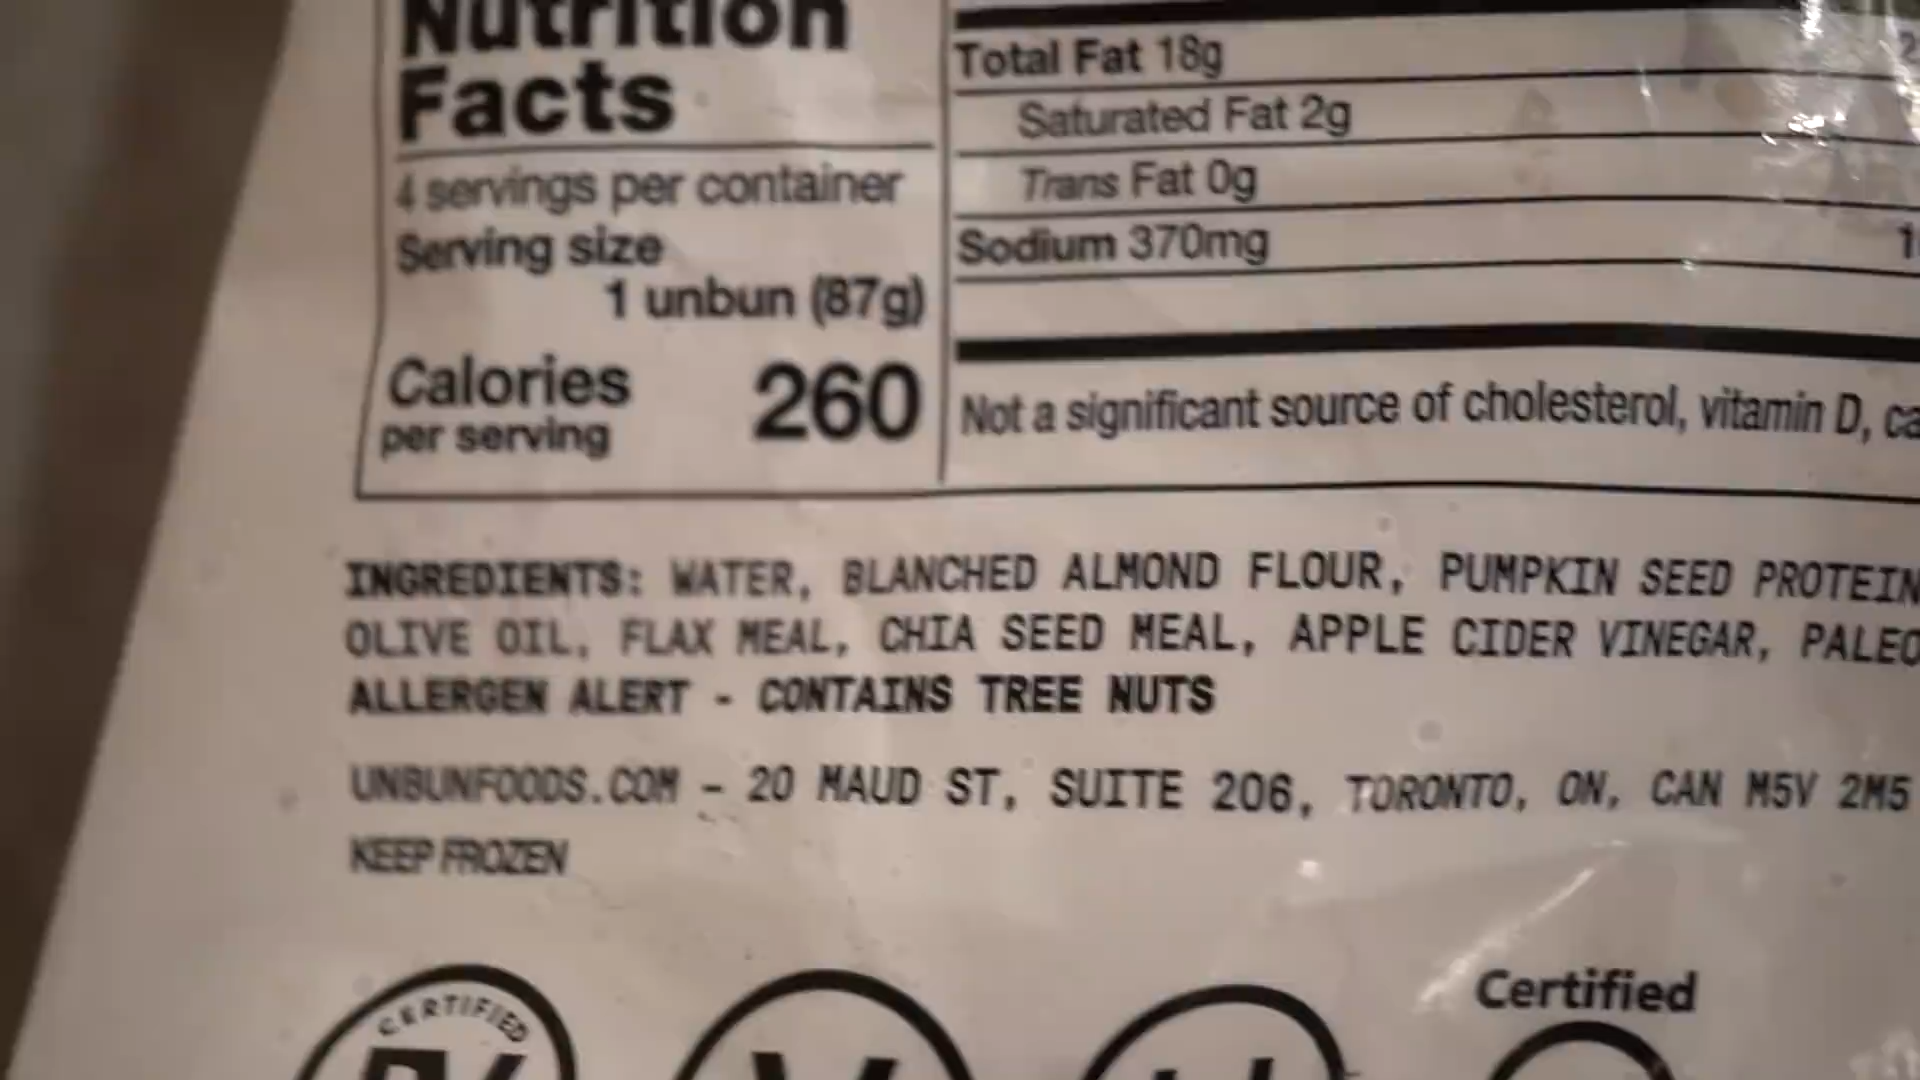 Nutrition
Facts
4 servings per container
Serving size
1 unbun (87g)
Calories
per serving
260
Total Fat 18g
Saturated Fat 2g
Trans Fat 0g
Sodium 370mg
Not a significant source of cholesterol, vitamin D,
INGREDIENTS: WATER, BLANCHED ALMOND FLOUR, PUMPKIN SEED PROTEIN
OLIVE OIL, FLAX MEAL, CHIA SEED MEAL, APPLE CIDER VINEGAR, PALEO
ALLERGEN ALERT - CONTAINS TREE NUTS
UNBUNFOODS.COM - 20 MAUD ST, SUITE 206, TORONTO, ON, CAN M5V 2M5
KEEP FROZEN
CERTIFIED
Certified